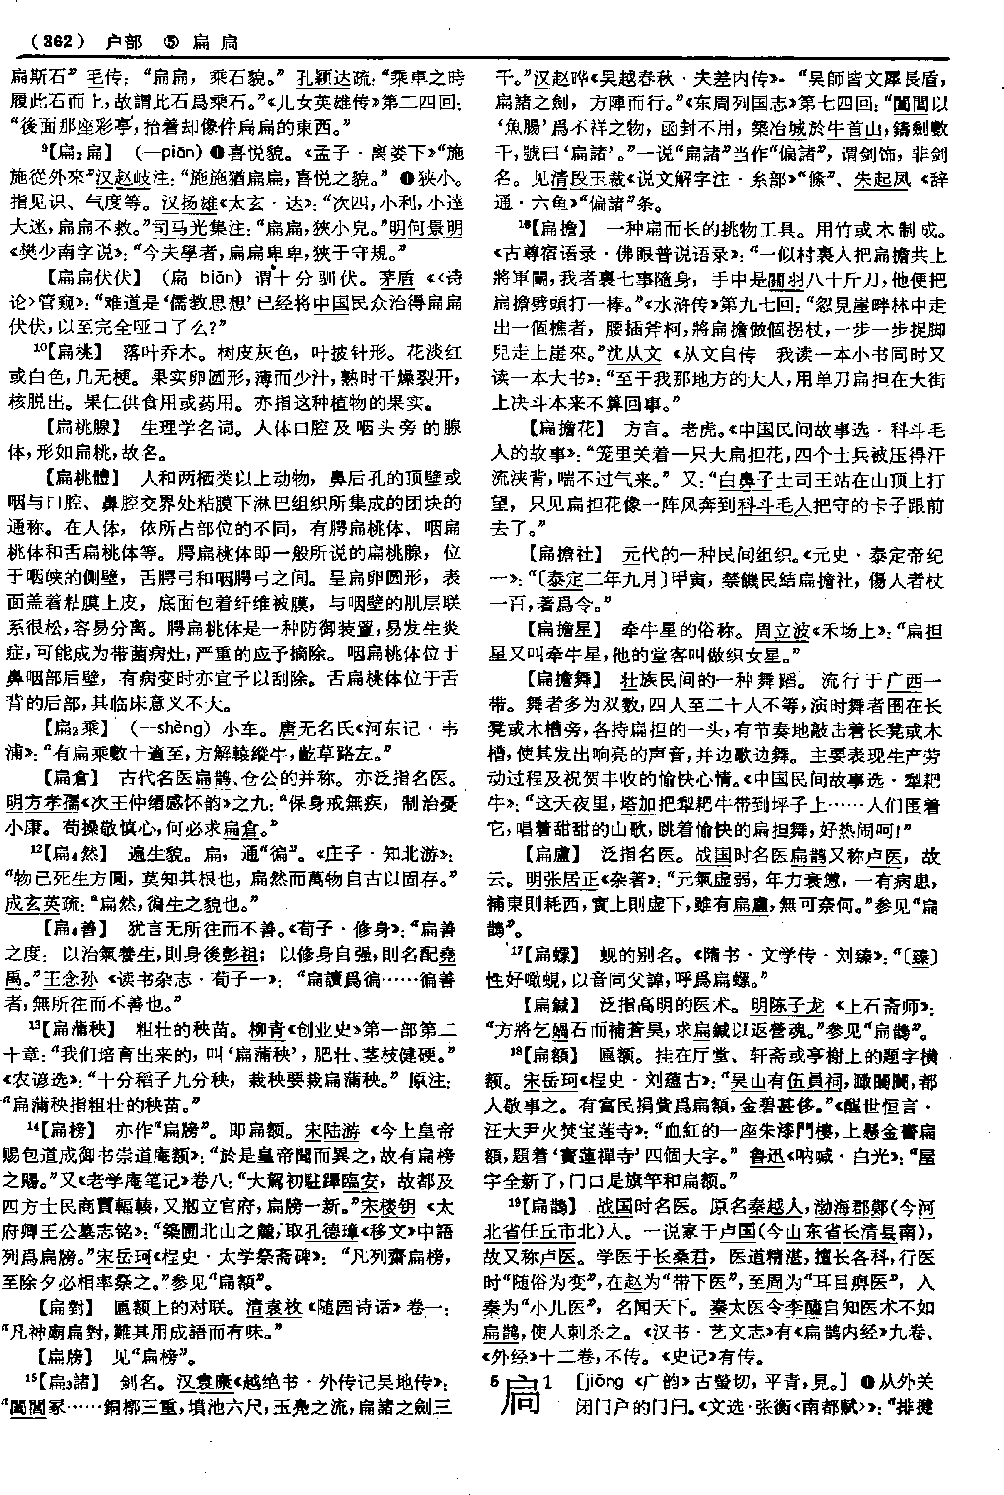 （362） 户部 ⑤ 扁 扃
扁斯石”毛传：“扁扁，乘石貌。”孔颖达疏：“乘車之時
履此石而上，故謂此石爲乘石。”《儿女英雄传》第二四回：
“後面那座彩亭，抬着却像件扁扁的東西。”
9【扁2扁】 （—piān）❶喜悦貌。《孟子·离娄下》“施
施從外來”汉赵岐注：“施施猶扁扁，喜悦之貌。” ❶狭小。
指见识、气度等。汉扬雄《太玄·达》：“次四，小利，小達
大迷，扁扁不救。”司马光集注：“扁扁，狹小皃。”明何景明
《樊少南字说》：“今夫學者，扁扁卑卑，狹于守規。”
【扁扁伏伏】（扁 biǎn）谓十分驯伏。茅盾《〈诗
论〉管窥》：“难道是‘儒教思想’已经将中国民众治得扁扁
伏伏，以至完全哑口了么？”
10【扁桃】 落叶乔木。树皮灰色，叶披针形。花淡红
或白色，几无梗。果实卵圆形，薄而少汁，熟时干燥裂开，
核脱出。果仁供食用或药用。亦指这种植物的果实。
【扁桃腺】 生理学名词。人体口腔及咽头旁的腺
体，形如扁桃，故名。
【扁桃體】 人和两栖类以上动物，鼻后孔的顶壁或
咽与口腔、鼻腔交界处粘膜下淋巴组织所集成的团块的
通称。在人体，依所占部位的不同，有腭扁桃体、咽扁
桃体和舌扁桃体等。腭扁桃体即一般所说的扁桃腺，位
于咽峡的侧壁，舌腭弓和咽腭弓之间。呈扁卵圆形，表
面盖着粘膜上皮，底面包着纤维被膜，与咽壁的肌层联
系很松，容易分离。腭扁桃体是一种防御装置，易发生炎
症，可能成为带菌病灶，严重的应予摘除。咽扁桃体位于
鼻咽部后壁，有病变时亦宜予以刮除。舌扁桃体位于舌
背的后部，其临床意义不大。
【扁2乘】（—shèng）小车。唐无名氏《河东记·韦
浦》：“有扁乘數十適至，方解轅縱牛，齕草路左。”
【扁倉】 古代名医扁鹊、仓公的并称。亦泛指名医。
明方孝孺《次王仲缙感怀韵》之九：“保身戒無疾，制治憂
小康。苟操敬慎心，何必求扁倉。”
12【扁4然】 遍生貌。扁，通“徧”。《庄子·知北游》：
“物已死生方圓，莫知其根也，扁然而萬物自古以固存。”
成玄英疏：“扁然，徧生之貌也。”
【扁4善】 犹言无所往而不善。《荀子·修身》：“扁善
之度：以治氣養生，則身後彭祖；以修身自强，則名配堯
禹。”王念孙《读书杂志·荀子一》：“扁讀爲徧……徧善
者，無所往而不善也。”
13【扁蒲秧】 粗壮的秧苗。柳青《创业史》第一部第二
十章：“我们培育出来的，叫‘扁蒲秧’，肥壮、茎枝健硬。”
《农谚选》：“十分稻子九分秧，栽秧要栽扁蒲秧。”原注：
“扁蒲秧指粗壮的秧苗。”
14【扁榜】 亦作“扁牓”。即扁额。宋陆游《今上皇帝
赐包道成御书崇道庵额》：“於是皇帝聞而異之，故有扁榜
之賜。”又《老学庵笔记》卷八：“大駕初駐蹕臨安，故都及
四方士民商賈輻輳，又刱立官府，扁牓一新。”宋楼钥《太
府卿王公墓志铭》：“築圃北山之麓，取孔德璋《移文》中語
列爲扁牓。”宋岳珂《桯史·太学祭斋碑》：“凡列齋扁榜，
至除夕必相率祭之。”参见“扁額”。
【扁對】 匾额上的对联。清袁枚《随园诗话》卷一：
“凡神廟扁對，難其用成語而有味。”
【扁牓】 见“扁榜”。
15【扁3諸】 剑名。汉袁康《越绝书·外传记吴地传》：
“闔閭冢……銅槨三重，墳池六尺，玉鳧之流，扁諸之劍三
千。”汉赵晔《吴越春秋·夫差内传》：“吴師皆文犀長盾，
扁諸之劍，方陣而行。”《东周列国志》第七四回：“闔閭以
‘魚腸’爲不祥之物，函封不用，築冶城於牛首山，鑄劍數
千，號曰‘扁諸’。”一说“扁諸”当作“偏諸”，谓剑饰，非剑
名。见清段玉裁《说文解字注·糸部》“絛”、朱起凤《辞
通·六鱼》“偏諸”条。
16【扁擔】 一种扁而长的挑物工具。用竹或木制成。
《古尊宿语录·佛眼普说语录》：“一似村裏人把扁擔共上
將軍鬭，我者裏七事隨身，手中是關羽八十斤刀，他便把
扁擔劈頭打一棒。”《水浒传》第九七回：“忽見崖畔林中走
出一個樵者，腰插斧柯，將扁擔做個拐杖，一步一步捉脚
兒走上崖來。”沈从文《从文自传 我读一本小书同时又
读一本大书》：“至于我那地方的大人，用单刀扁担在大街
上决斗本来不算回事。”
【扁擔花】 方言。老虎。《中国民间故事选·科斗毛
人的故事》：“笼里关着一只大扁担花，四个士兵被压得汗
流浃背，喘不过气来。”又：“白鼻子土司王站在山顶上打
望，只见扁担花像一阵风奔到科斗毛人把守的卡子跟前
去了。”
【扁擔社】 元代的一种民间组织。《元史·泰定帝纪
一》：“〔泰定二年九月〕甲寅，禁饑民結扁擔社，傷人者杖
一百，著爲令。”
【扁擔星】 牵牛星的俗称。周立波《禾场上》：“扁担
星又叫牵牛星，他的堂客叫做织女星。”
【扁擔舞】 壮族民间的一种舞蹈。流行于广西一
带。舞者多为双数，四人至二十人不等，演时舞者围在长
凳或木槽旁，各持扁担的一头，有节奏地敲击着长凳或木
槽，使其发出响亮的声音，并边歌边舞。主要表现生产劳
动过程及祝贺丰收的愉快心情。《中国民间故事选·犁耙
牛》：“这天夜里，塔加把犁耙牛带到坪子上……人们围着
它，唱着甜甜的山歌，跳着愉快的扁担舞，好热闹呵！”
【扁盧】 泛指名医。战国时名医扁鹊又称卢医，故
云。明张居正《杂著》：“元氣虛弱，年力衰憊，一有病患，
補東則耗西，實上則虛下，雖有扁盧，無可奈何。”参见“扁
鵲”。
17【扁螺】 蚬的别名。《隋书·文学传·刘臻》：“〔臻〕
性好噉蜆，以音同父諱，呼爲扁螺。”
【扁鍼】 泛指高明的医术。明陈子龙《上石斋师》：
“方將乞媧石而補蒼昊，求扁鍼以返營魂。”参见“扁鵲”。
18【扁額】 匾额。挂在厅堂、轩斋或亭榭上的题字横
额。宋岳珂《桯史·刘蕴古》：“吴山有伍員祠，瞰闤闠，都
人敬事之。有富民捐貲爲扁額，金碧甚侈。”《醒世恒言·
汪大尹火焚宝莲寺》：“血紅的一座朱漆門樓，上懸金書扁
額，題着‘寶蓮禪寺’四個大字。”鲁迅《呐喊·白光》：“屋
宇全新了，门口是旗竿和扁额。”
19【扁鵲】 战国时名医。原名秦越人，渤海郡鄚（今河
北省任丘市北）人。一说家于卢国（今山东省长清县南），
故又称卢医。学医于长桑君，医道精湛，擅长各科，行医
时“随俗为变”，在赵为“带下医”，至周为“耳目痹医”，入
秦为“小儿医”，名闻天下。秦太医令李醯自知医术不如
扁鹊，使人刺杀之。《汉书·艺文志》有《扁鹊内经》九卷、
《外经》十二卷，不传。《史记》有传。
5扃1 ［jiōng《广韵》古螢切，平青，見。］❶从外关
闭门户的门闩。《文选·张衡〈南都赋〉》：“排揵